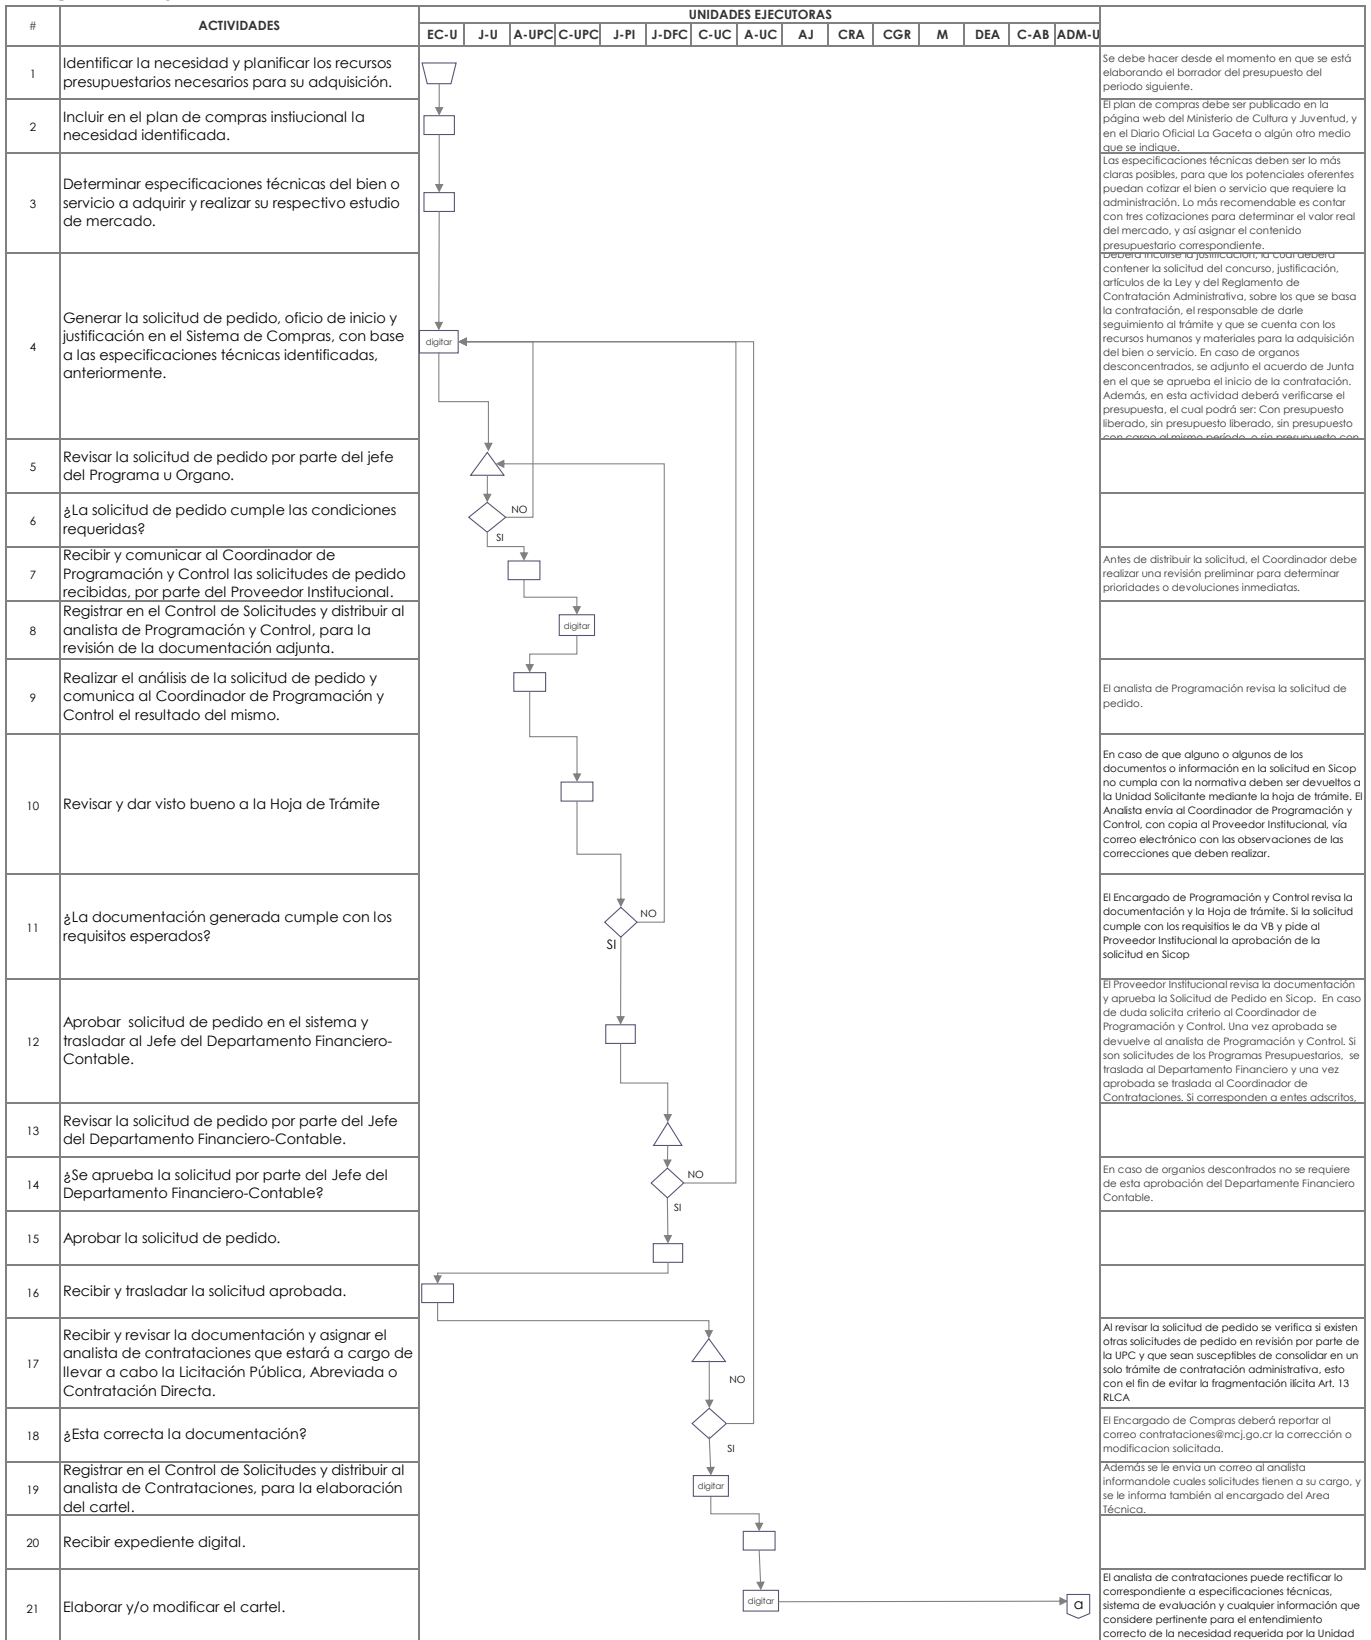 UNIDADES EJECUTORAS
# ACTIVIDADES EC-U J-U A-UPC C-UPC J-PI J-DFC C-UC A-UC AJ CRA CGR M DEA C-AB ADM-U
1
Identificar la necesidad y planificar los recursos
presupuestarios necesarios para su adquisición.
Se debe hacer desde el momento en que se está
elaborando el borrador del presupuesto del
periodo siguiente.
2
Incluir en el plan de compras instiucional la
necesidad identificada.
El plan de compras debe ser publicado en la
página web del Ministerio de Cultura y Juventud, y
en el Diario Oficial La Gaceta o algún otro medio
que se indique.
3
Determinar especificaciones técnicas del bien o
servicio a adquirir y realizar su respectivo estudio
de mercado.
Las especificaciones técnicas deben ser lo más
claras posibles, para que los potenciales oferentes
puedan cotizar el bien o servicio que requiere la
administración. Lo más recomendable es contar
con tres cotizaciones para determinar el valor real
del mercado, y así asignar el contenido
presupuestario correspondiente.
4
Generar la solicitud de pedido, oficio de inicio y
justificación en el Sistema de Compras, con base
a las especificaciones técnicas identificadas,
anteriormente.
digitar
Deberá incuirse la justificación, la cual deberá
contener la solicitud del concurso, justificación,
artículos de la Ley y del Reglamento de
Contratación Administrativa, sobre los que se basa
la contratación, el responsable de darle
seguimiento al trámite y que se cuenta con los
recursos humanos y materiales para la adquisición
del bien o servicio. En caso de organos
desconcentrados, se adjunto el acuerdo de Junta
en el que se aprueba el inicio de la contratación.
Además, en esta actividad deberá verificarse el
presupuesta, el cual podrá ser: Con presupuesto
liberado, sin presupuesto liberado, sin presupuesto
con cargo al mismo período, o sin presupuesto con
5
Revisar la solicitud de pedido por parte del jefe
del Programa u Organo.
6
¿La solicitud de pedido cumple las condiciones
requeridas?
NO
SI
7
Recibir y comunicar al Coordinador de
Programación y Control las solicitudes de pedido
recibidas, por parte del Proveedor Institucional.
Antes de distribuir la solicitud, el Coordinador debe
realizar una revisión preliminar para determinar
prioridades o devoluciones inmediatas.
8
Registrar en el Control de Solicitudes y distribuir al
analista de Programación y Control, para la
revisión de la documentación adjunta.
digitar
9
Realizar el análisis de la solicitud de pedido y
comunica al Coordinador de Programación y
Control el resultado del mismo.
El analista de Programación revisa la solicitud de
pedido.
10
Revisar y dar visto bueno a la Hoja de Trámite
En caso de que alguno o algunos de los
documentos o información en la solicitud en Sicop
no cumpla con la normativa deben ser devueltos a
la Unidad Solicitante mediante la hoja de trámite. El
Analista envía al Coordinador de Programación y
Control, con copia al Proveedor Institucional, vía
correo electrónico con las observaciones de las
correcciones que deben realizar.
11
¿La documentación generada cumple con los
requisitos esperados?
NO
SI
El Encargado de Programación y Control revisa la
documentación y la Hoja de trámite. Si la solicitud
cumple con los requisitios le da VB y pide al
Proveedor Institucional la aprobación de la
solicitud en Sicop
12
Aprobar solicitud de pedido en el sistema y
trasladar al Jefe del Departamento Financiero-
Contable.
El Proveedor Institucional revisa la documentación
y aprueba la Solicitud de Pedido en Sicop. En caso
de duda solicita criterio al Coordinador de
Programación y Control. Una vez aprobada se
devuelve al analista de Programación y Control. Si
son solicitudes de los Programas Presupuestarios, se
traslada al Departamento Financiero y una vez
aprobada se traslada al Coordinador de
Contrataciones. Si corresponden a entes adscritos,
13
Revisar la solicitud de pedido por parte del Jefe
del Departamento Financiero-Contable.
14
¿Se aprueba la solicitud por parte del Jefe del
Departamento Financiero-Contable?
NO
SI
En caso de organios descontrados no se requiere
de esta aprobación del Departamente Financiero
Contable.
15
Aprobar la solicitud de pedido.
16
Recibir y trasladar la solicitud aprobada.
17
Recibir y revisar la documentación y asignar el
analista de contrataciones que estará a cargo de
llevar a cabo la Licitación Pública, Abreviada o
Contratación Directa.
NO
Al revisar la solicitud de pedido se verifica si existen
otras solicitudes de pedido en revisión por parte de
la UPC y que sean susceptibles de consolidar en un
solo trámite de contratación administrativa, esto
con el fin de evitar la fragmentación ilícita Art. 13
RLCA
18
¿Esta correcta la documentación?
SI
El Encargado de Compras deberá reportar al
correo contrataciones@mcj.go.cr la corrección o
modificacion solicitada.
19
Registrar en el Control de Solicitudes y distribuir al
analista de Contrataciones, para la elaboración
del cartel.
digitar
Además se le envia un correo al analista
informandole cuales solicitudes tienen a su cargo, y
se le informa también al encargado del Area
Técnica.
20
Recibir expediente digital.
21
Elaborar y/o modificar el cartel.
digitar
a
El analista de contrataciones puede rectificar lo
correspondiente a especificaciones técnicas,
sistema de evaluación y cualquier información que
considere pertinente para el entendimiento
correcto de la necesidad requerida por la Unidad